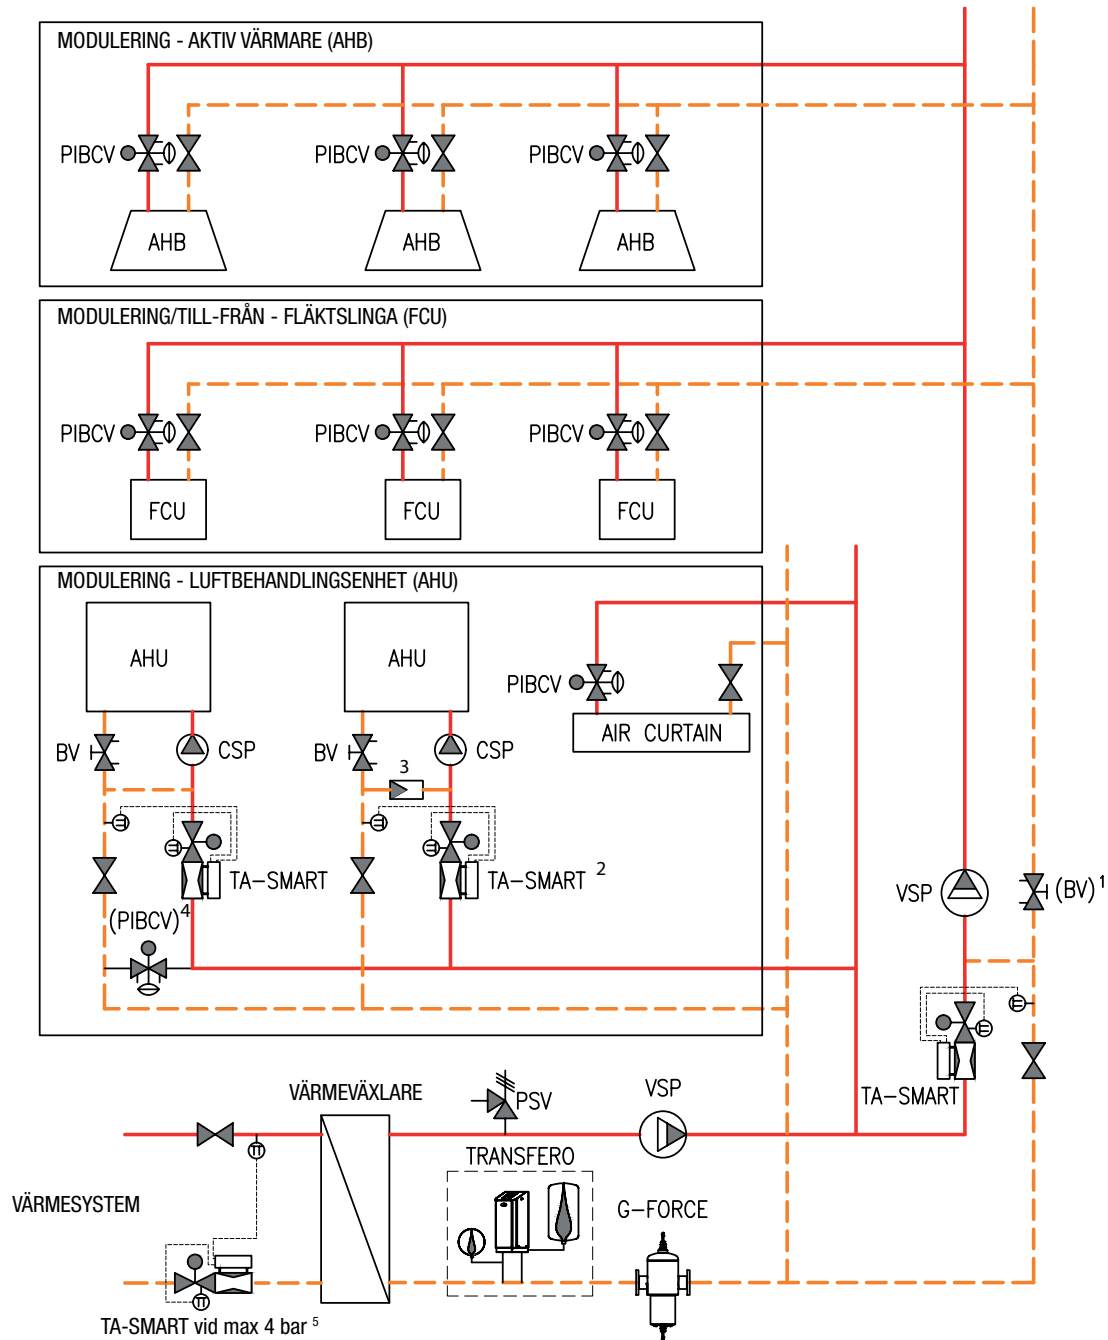 MODULERING - AKTIV VÄRMARE (AHB)
PIBCV PIBCV PIBCV
AHB AHB AHB
MODULERING/TILL-FRÅN - FLÄKTSLINGA (FCU)
PIBCV PIBCV PIBCV
FCU FCU FCU
MODULERING - LUFTBEHANDLINGSENHET (AHU)
AHU AHU
PIBCV
AIR CURTAIN
BV CSP BV CSP
3
TA-SMART TA-SMART 2
(PIBCV) 4
VSP (BV) 1
TA-SMART
VÄRMEVÄXLARE
PSV
VSP
TRANSFERO
VÄRMESYSTEM
G-FORCE
TA-SMART vid max 4 bar 5